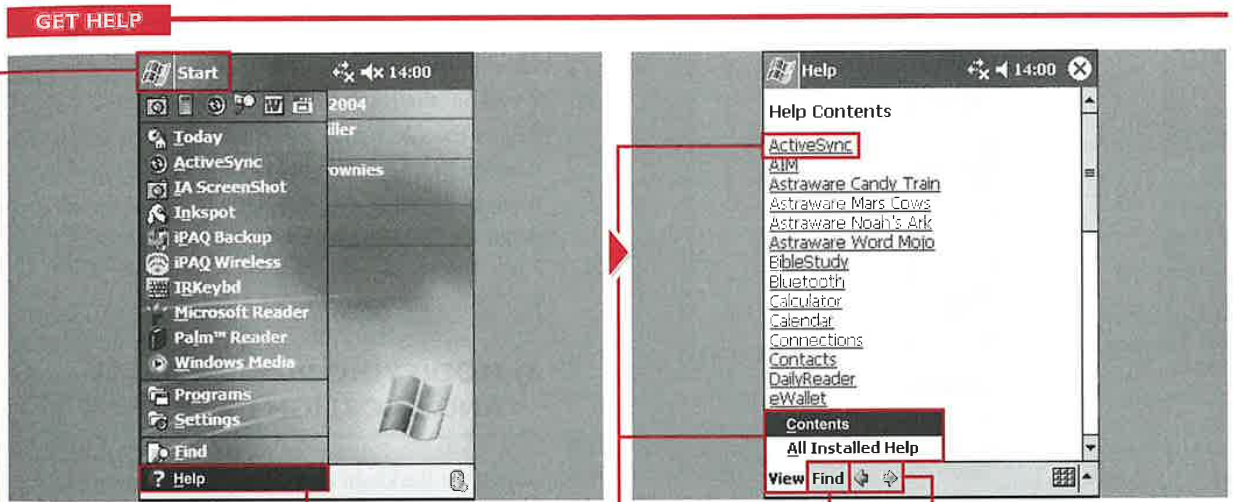 GET HELP
Start
14:00
2004
Today
ActiveSync
ownies
IA ScreenShot
Inkspot
iPAQ Backup
iPAQ Wireless
IRKeybd
Microsoft Reader
Palm™ Reader
Windows Media
Programs
Settings
Find
? Help
Help
14:00
Help Contents
ActiveSync
AIM
Astraware Candy Train
Astraware Mars Cows
Astraware Noah's Ark
Astraware Word Mojo
BibleStudy
Bluetooth
Calculator
Calendar
Connections
Contacts
DailyReader
eWallet
Contents
All Installed Help
View Find